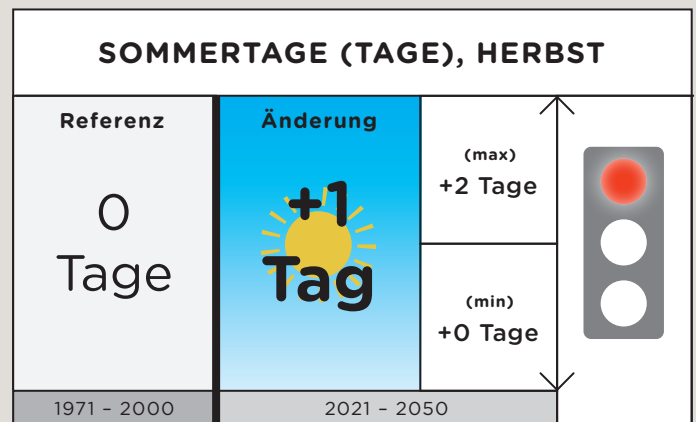 SOMMERTAGE (TAGE), HERBST
Referenz
0
Tage
Änderung
+1
Tag
(max)
+2 Tage
(min)
+0 Tage
1971 – 2000
2021 – 2050